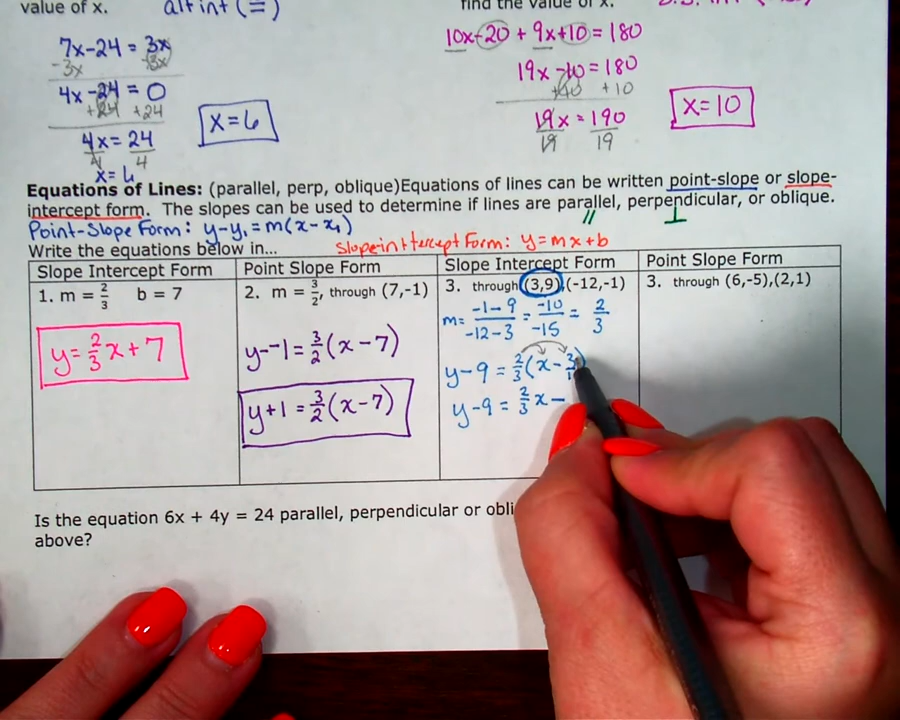 value of x.
alt int (=)
find the value of x.
7x-24 = 3x
-3x -3x
4x-24 = 0
+24 +24
4x = 24
4 4
x = 6
x = 6
10x-20 + 9x+10 = 180
19x -10 = 180
+10 +10
19x = 190
19 19
x = 10
Equations of Lines: (parallel, perp, oblique)Equations of lines can be written point-slope or slope-
intercept form. The slopes can be used to determine if lines are parallel, perpendicular, or oblique.
// ⊥
Point-Slope Form: y-y₁=m(x-x₁)
Write the equations below in...
Slope intercept Form: y=mx+b
Slope Intercept Form
1. m = 2/3 b = 7
y = 2/3 x + 7
Point Slope Form
2. m = 3/2, through (7,-1)
y--1 = 3/2 (x-7)
y+1 = 3/2 (x-7)
Slope Intercept Form
3. through (3,9),(-12,-1)
m = -1-9/-12-3 = -10/-15 = 2/3
y-9 = 2/3 (x - 3/1)
y-9 = 2/3 x -
Point Slope Form
3. through (6,-5),(2,1)
Is the equation 6x + 4y = 24 parallel, perpendicular or
above?